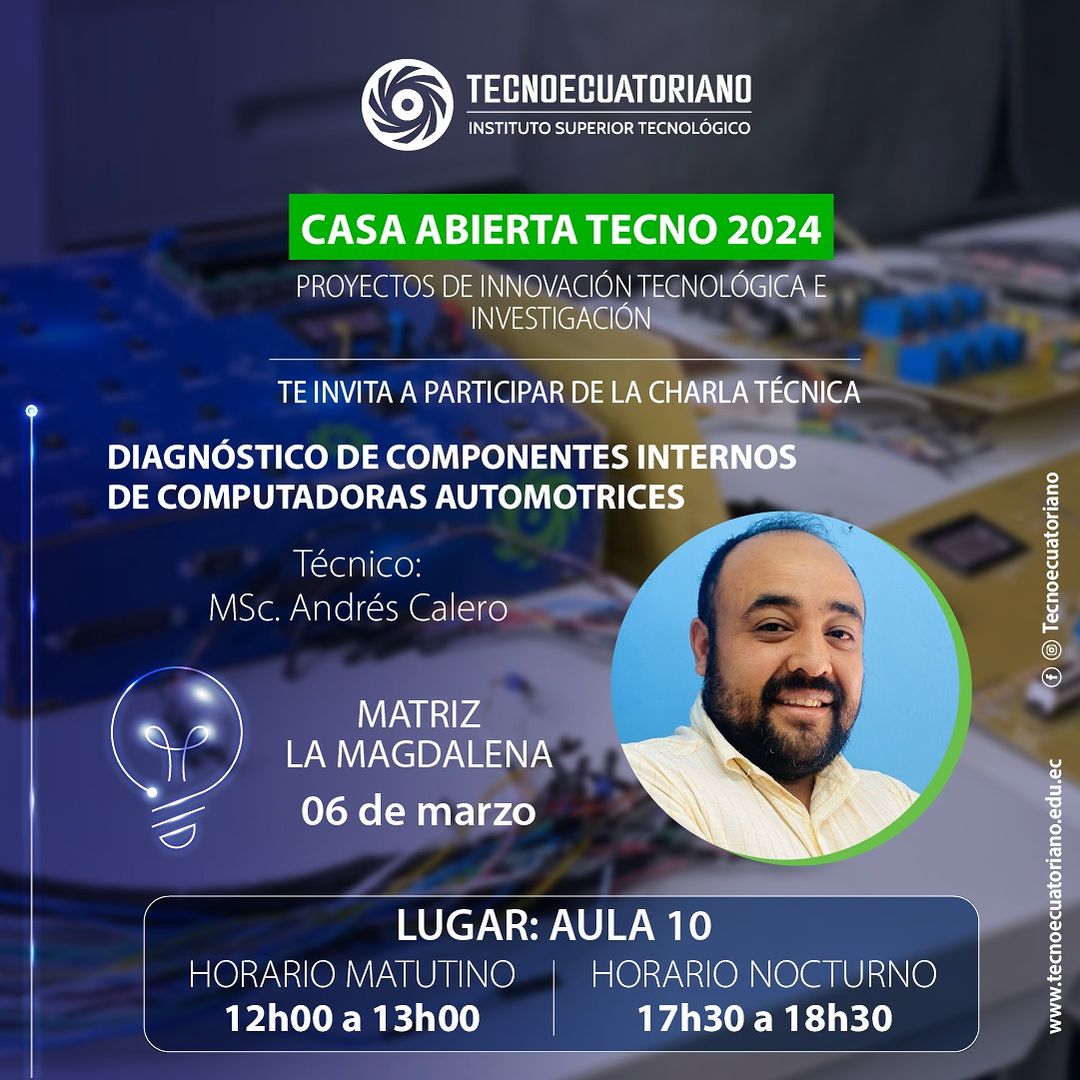 TECNOECUATORIANO
INSTITUTO SUPERIOR TECNOLÓGICO
CASA ABIERTA TECNO 2024
PROYECTOS DE INNOVACIÓN TECNOLÓGICA E
INVESTIGACIÓN
TE INVITA A PARTICIPAR DE LA CHARLA TÉCNICA
DIAGNÓSTICO DE COMPONENTES INTERNOS
DE COMPUTADORAS AUTOMOTRICES
Técnico:
MSc. Andrés Calero
MATRIZ
LA MAGDALENA
06 de marzo
LUGAR: AULA 10
HORARIO MATUTINO
12h00 a 13h00
HORARIO NOCTURNO
17h30 a 18h30
Tecnoecuatoriano
www.tecnoecuatoriano.edu.ec